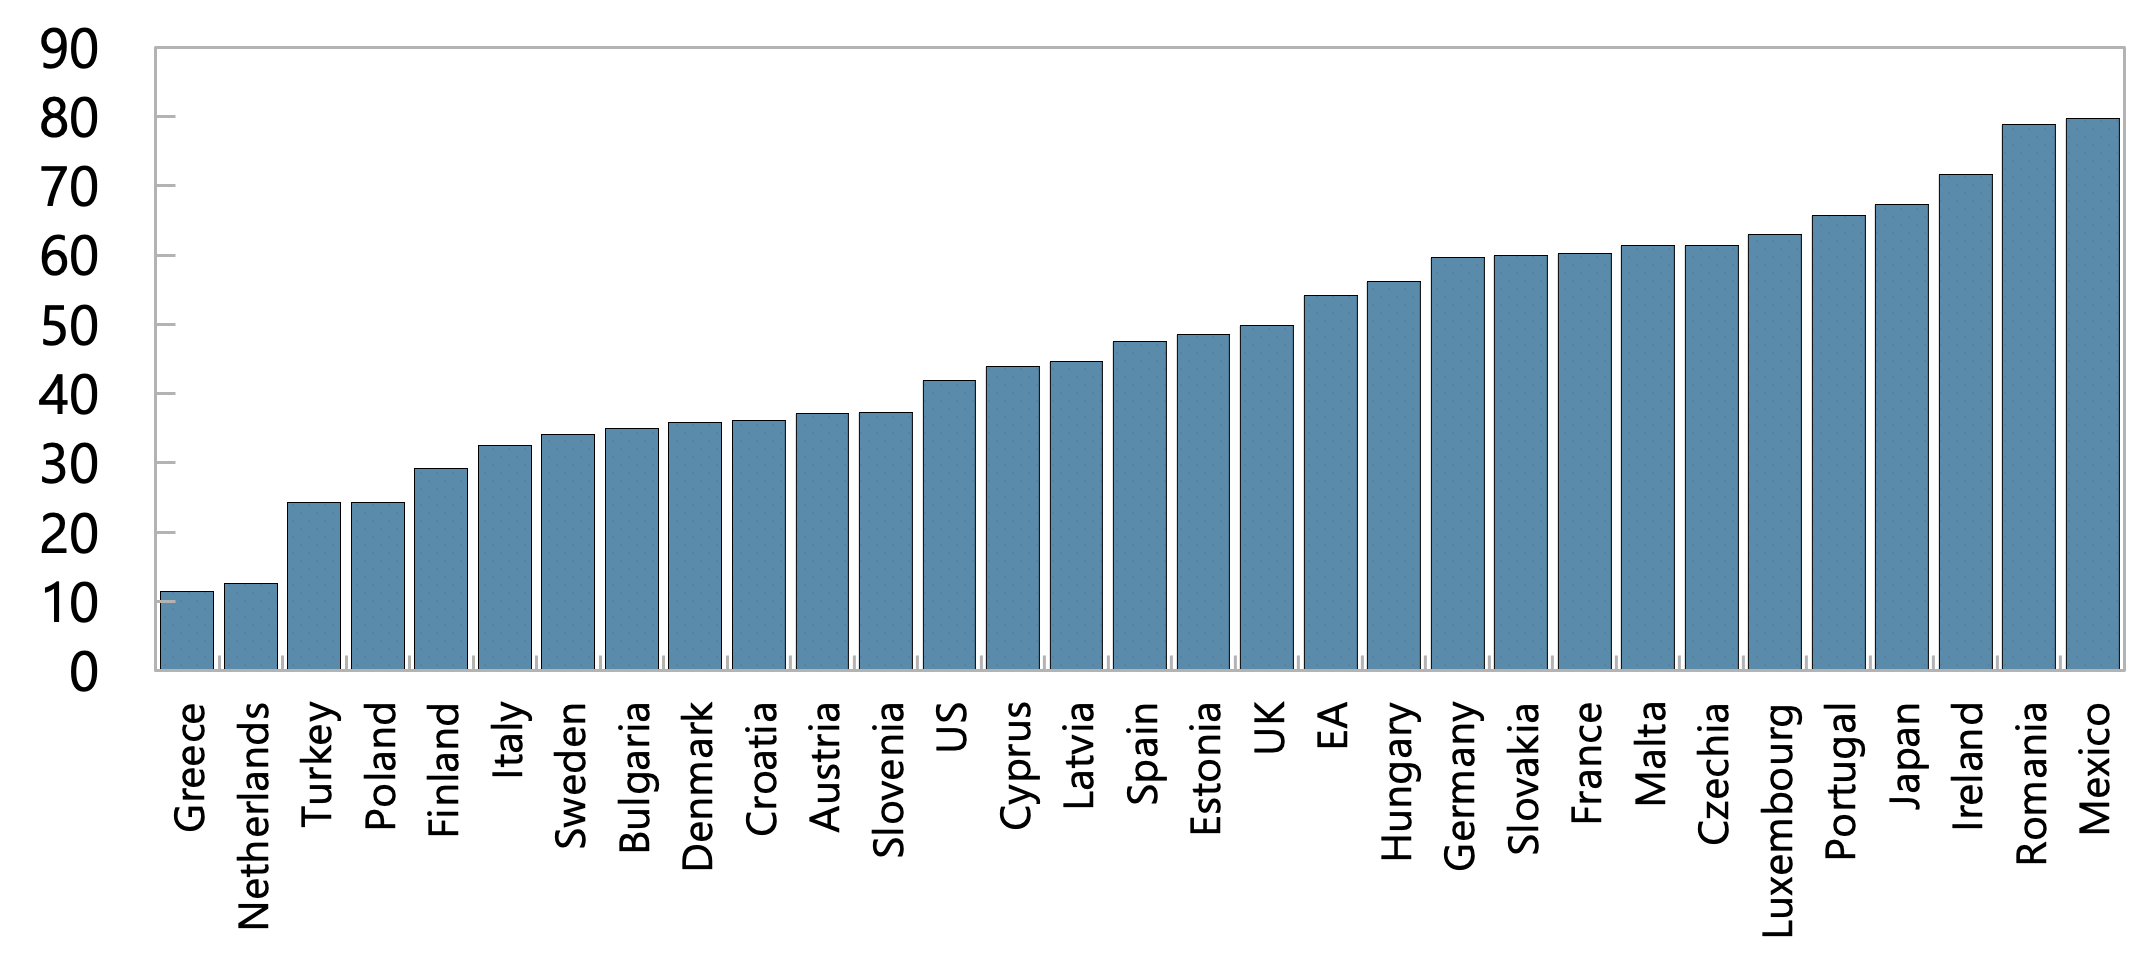 90
80
70
60
50
40
30
20
10
0
Greece
Netherlands
Turkey
Poland
Finland
Italy
Sweden
Bulgaria
Denmark
Croatia
Austria
Slovenia
US
Cyprus
Latvia
Spain
Estonia
UK
EA
Hungary
Germany
Slovakia
France
Malta
Czechia
Luxembourg
Portugal
Japan
Ireland
Romania
Mexico